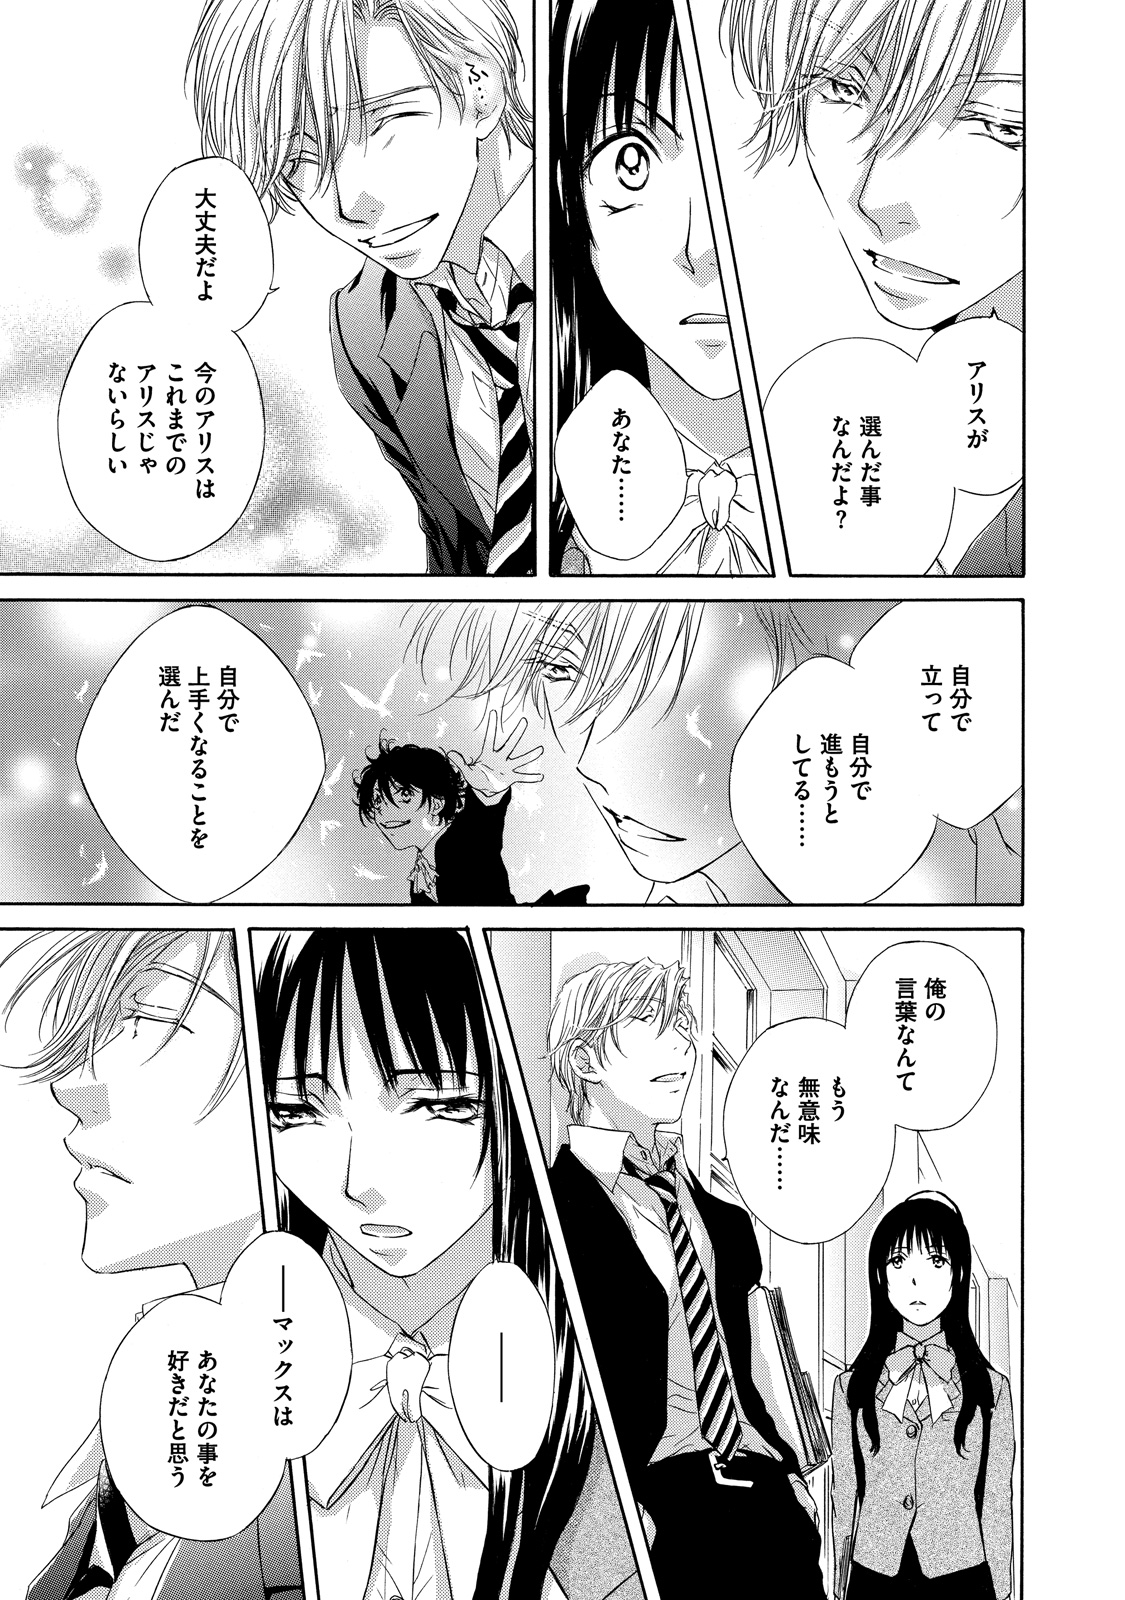 アリスが
選んだ事
なんだよ?
あなた……
ふ…
大丈夫だよ
今のアリスは
これまでの
アリスじゃ
ないらしい
自分で
立って
自分で
進もうと
してる……
自分で
上手くなることを
選んだ
俺の
言葉なんて
もう
無意味
なんだ……
―
―マックスは
あなたの事を
好きだと思う